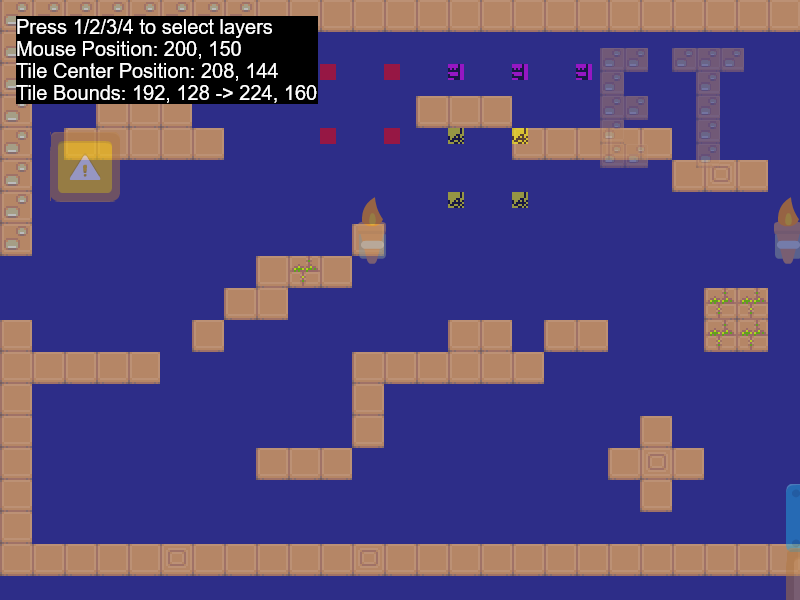 Press 1/2/3/4 to select layers
Mouse Position: 200, 150
Tile Center Position: 208, 144
Tile Bounds: 192, 128 -> 224, 160